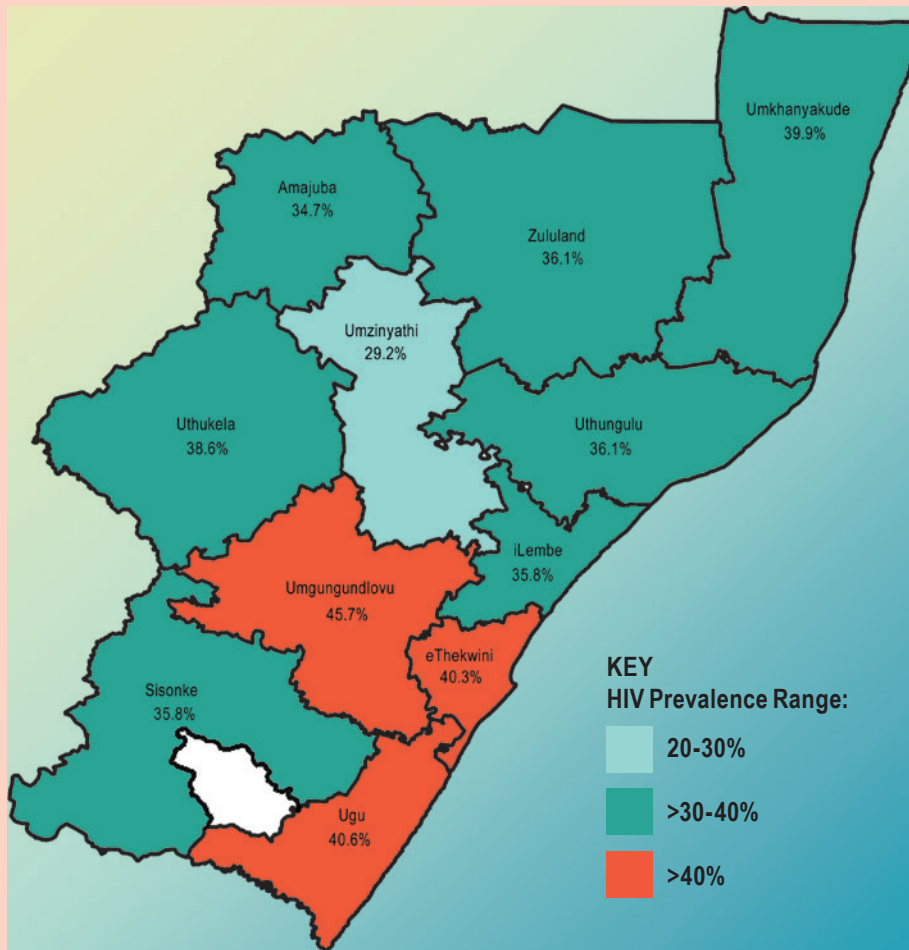 Umkhanyakude
39.9%
Amajuba
34.7%
Zululand
36.1%
Umzinyathi
29.2%
Uthukela
38.6%
Uthungulu
36.1%
iLembe
35.8%
Umgungundlovu
45.7%
eThekwini
40.3%
Sisonke
35.8%
Ugu
40.6%
KEY
HIV Prevalence Range:
20-30%
>30-40%
>40%